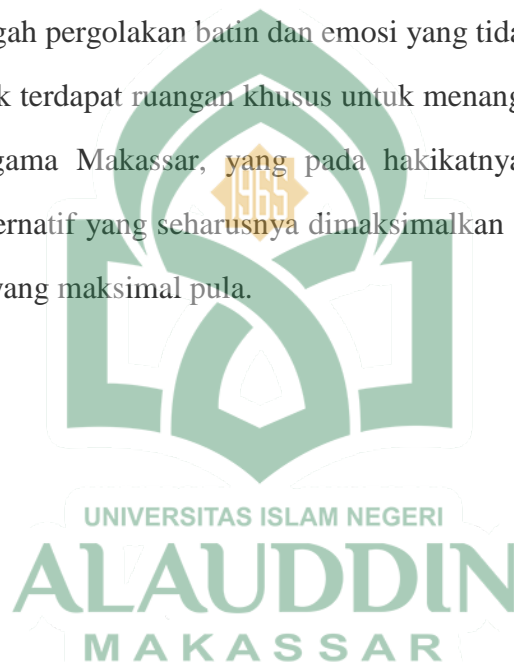 gah pergolakan batin dan emosi yang tida
k terdapat ruangan khusus untuk menang
gama Makassar, yang pada hakikatnya
1965
ernatif yang seharusnya dimaksimalkan
yang maksimal pula.
UNIVERSITAS ISLAM NEGERI
ALAUDDIN
MAKASSAR